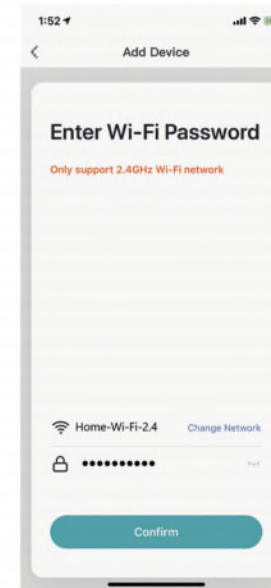 1:52
Add Device
Enter Wi-Fi Password
Only support 2.4GHz Wi-Fi network
Home-Wi-Fi-2.4 Change Network
••••••••••
Confirm